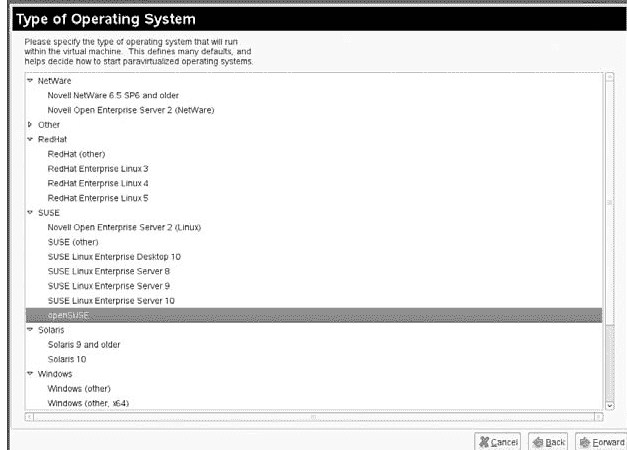 Type of Operating System
Please specify the type of operating system that will run
within the virtual machine. This defines many defaults, and
helps decide how to start paravirtualized operating systems.
NetWare
Novell NetWare 6.5 SP6 and older
Novell Open Enterprise Server 2 (NetWare)
Other
RedHat
RedHat (other)
RedHat Enterprise Linux 3
RedHat Enterprise Linux 4
RedHat Enterprise Linux 5
SUSE
Novell Open Enterprise Server 2 (Linux)
SUSE (other)
SUSE Linux Enterprise Desktop 10
SUSE Linux Enterprise Server 8
SUSE Linux Enterprise Server 9
SUSE Linux Enterprise Server 10
openSUSE
Solaris
Solaris 9 and older
Solaris 10
Windows
Windows (other)
Windows (other, x64)
Cancel Back Forward